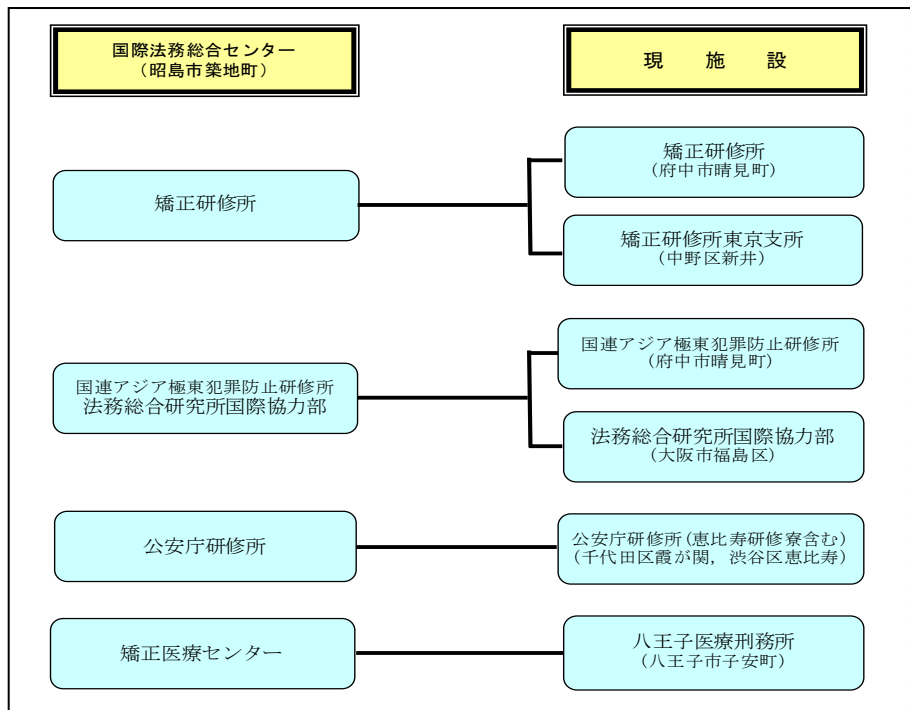 国際法務総合センター
（昭島市築地町）
現　施　設
矯正研修所
矯正研修所
（府中市晴見町）
矯正研修所東京支所
（中野区新井）
国連アジア極東犯罪防止研修所
法務総合研究所国際協力部
国連アジア極東犯罪防止研修所
（府中市晴見町）
法務総合研究所国際協力部
（大阪市福島区）
公安庁研修所
公安庁研修所（恵比寿研修寮含む）
（千代田区霞が関，渋谷区恵比寿）
矯正医療センター
八王子医療刑務所
（八王子市子安町）